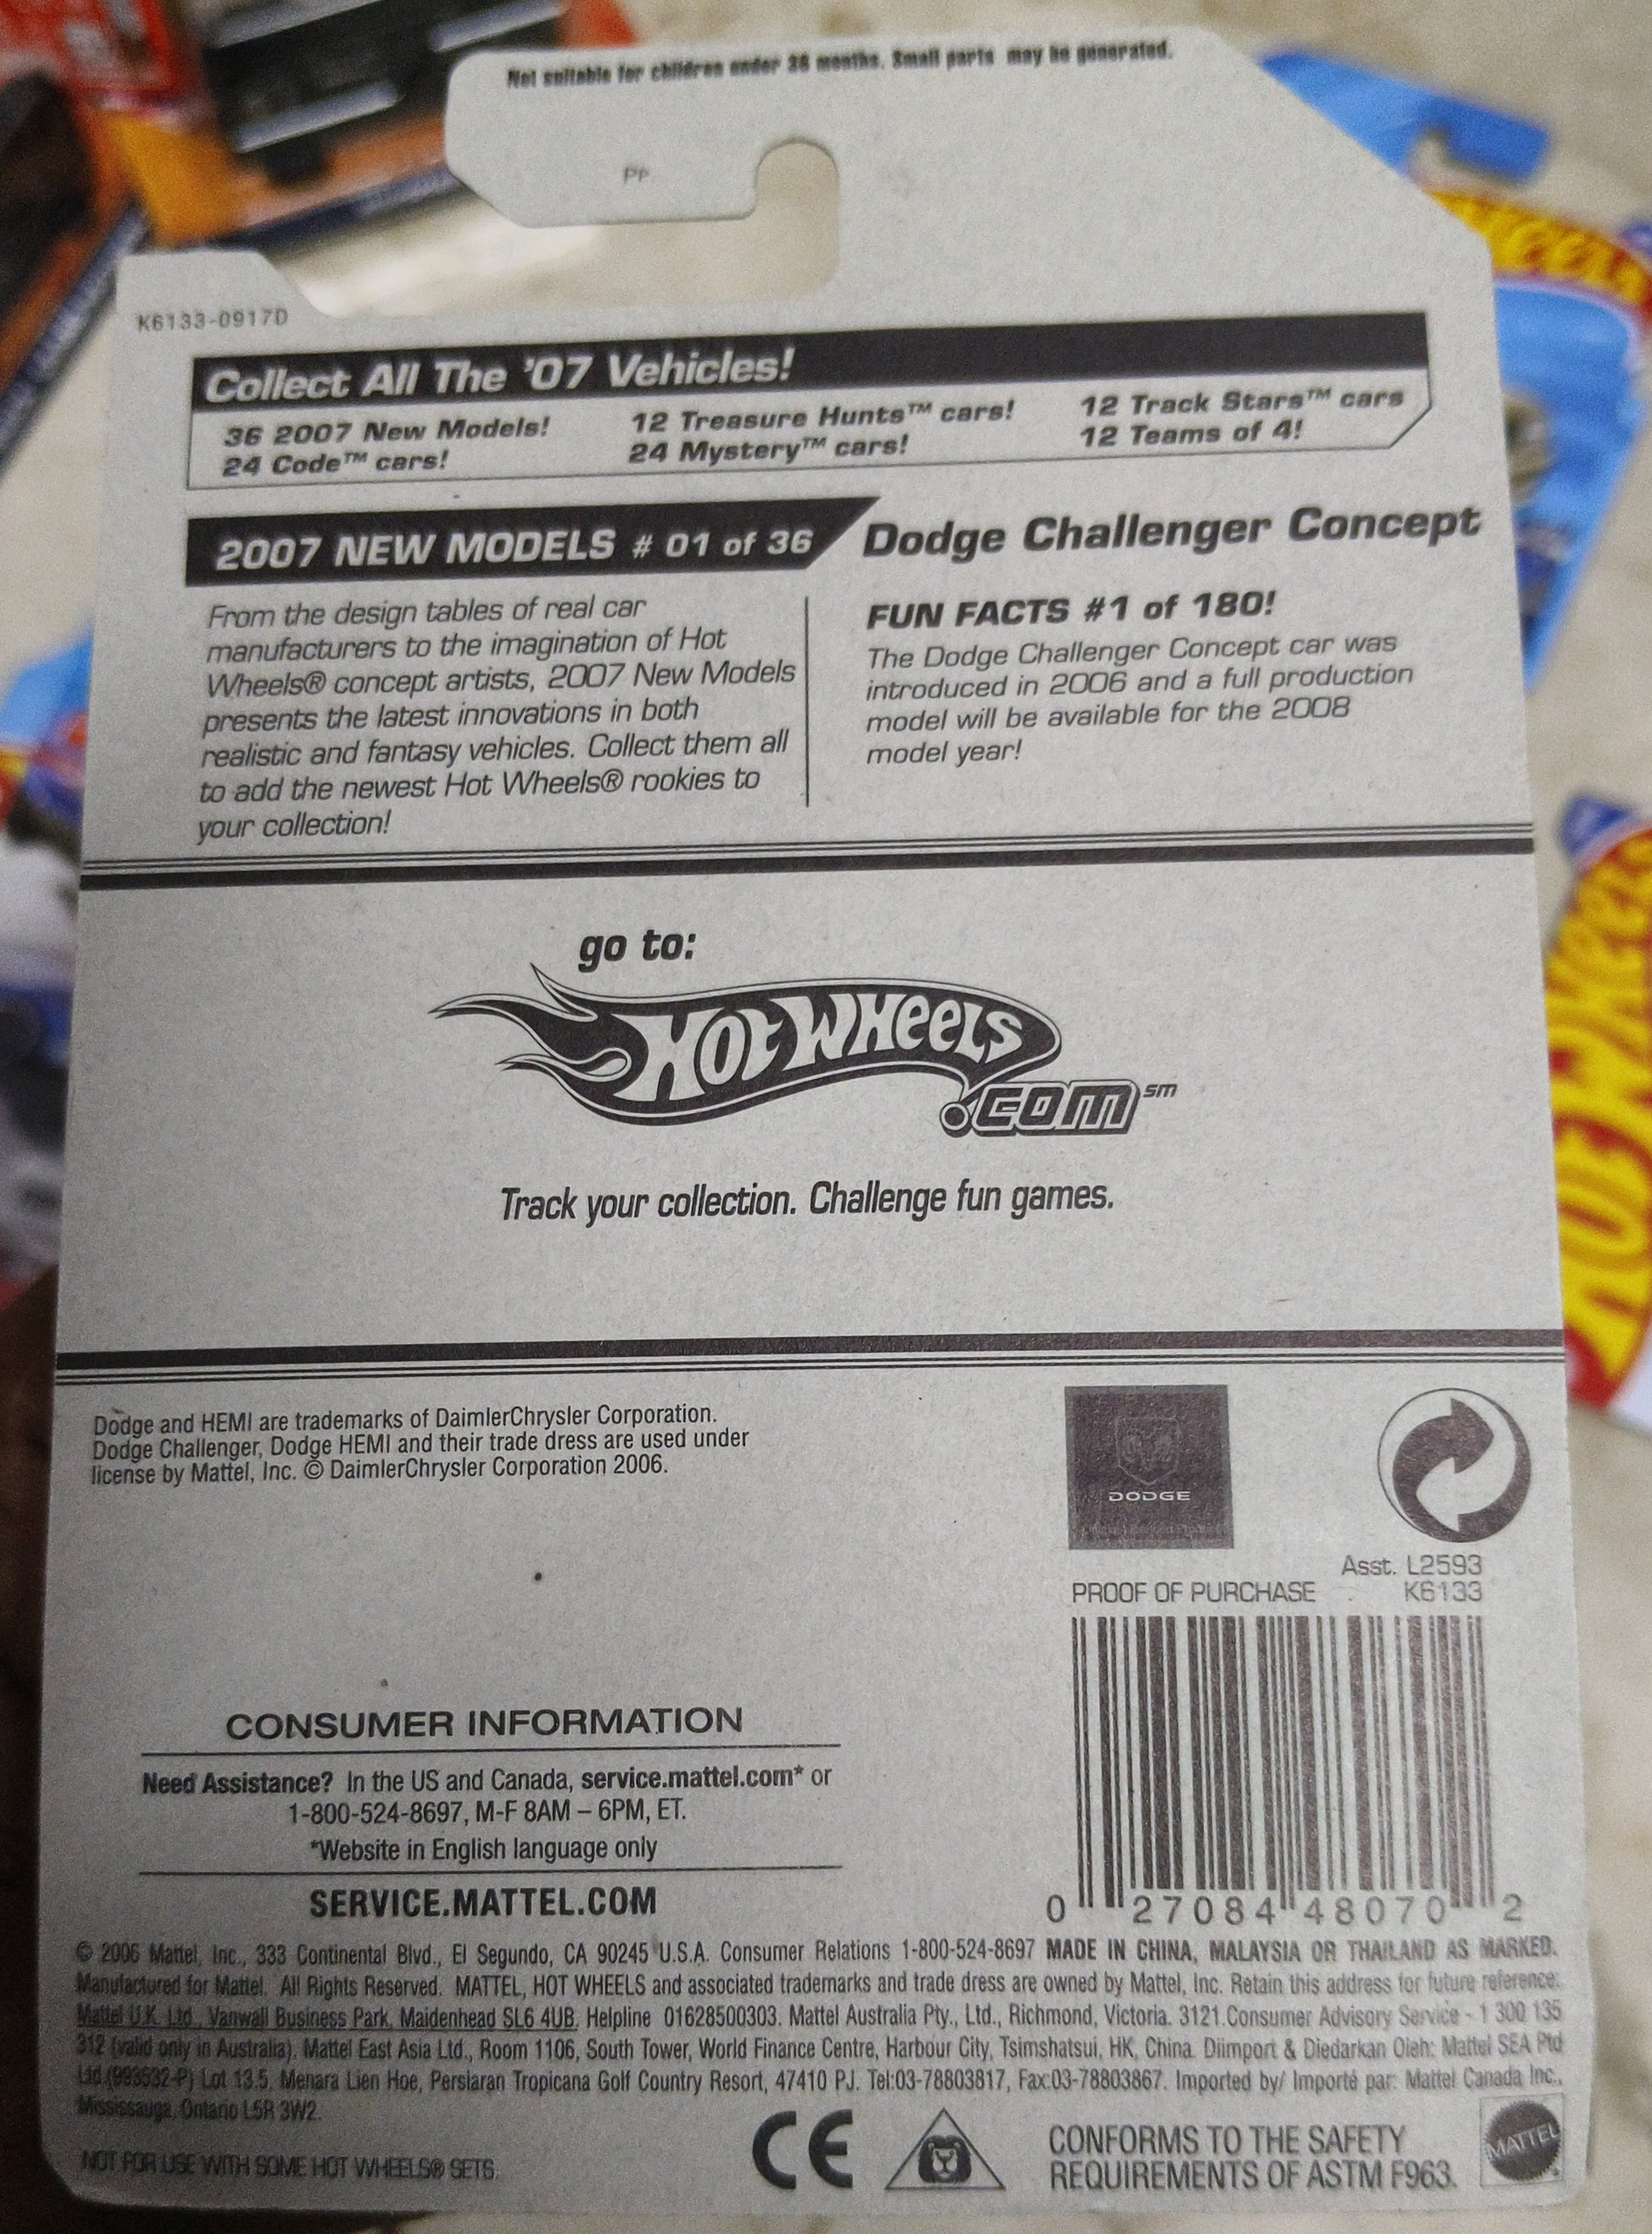 Not suitable for children under 36 months. Small parts may be generated.
PP
K6133-0917D
Collect All The '07 Vehicles!
36 2007 New Models!
24 Code™ cars!
12 Treasure Hunts™ cars!
24 Mystery™ cars!
12 Track Stars™ cars
12 Teams of 4!
2007 NEW MODELS # 01 of 36
Dodge Challenger Concept
From the design tables of real car
manufacturers to the imagination of Hot
Wheels® concept artists, 2007 New Models
presents the latest innovations in both
realistic and fantasy vehicles. Collect them all
to add the newest Hot Wheels® rookies to
your collection!
FUN FACTS #1 of 180!
The Dodge Challenger Concept car was
introduced in 2006 and a full production
model will be available for the 2008
model year!
go to:
HOT WHEELS
.com℠
Track your collection. Challenge fun games.
Dodge and HEMI are trademarks of DaimlerChrysler Corporation.
Dodge Challenger, Dodge HEMI and their trade dress are used under
license by Mattel, Inc. © DaimlerChrysler Corporation 2006.
DODGE
Asst. L2593
PROOF OF PURCHASE K6133
0 27084 48070 2
CONSUMER INFORMATION
Need Assistance? In the US and Canada, service.mattel.com* or
1-800-524-8697, M-F 8AM – 6PM, ET.
*Website in English language only
SERVICE.MATTEL.COM
© 2006 Mattel, Inc., 333 Continental Blvd., El Segundo, CA 90245 U.S.A. Consumer Relations 1-800-524-8697 MADE IN CHINA, MALAYSIA OR THAILAND AS MARKED.
Manufactured for Mattel. All Rights Reserved. MATTEL, HOT WHEELS and associated trademarks and trade dress are owned by Mattel, Inc. Retain this address for future reference:
Mattel U.K. Ltd., Vanwall Business Park, Maidenhead SL6 4UB. Helpline 01628500303. Mattel Australia Pty., Ltd., Richmond, Victoria. 3121.Consumer Advisory Service - 1 300 135
312 (valid only in Australia). Mattel East Asia Ltd., Room 1106, South Tower, World Finance Centre, Harbour City, Tsimshatsui, HK, China. Diimport & Diedarkan Oleh: Mattel SEA Ptd
Ltd.(993532-P) Lot 13.5, Menara Lien Hoe, Persiaran Tropicana Golf Country Resort, 47410 PJ. Tel:03-78803817, Fax:03-78803867. Imported by/ Importé par: Mattel Canada Inc.,
Mississauga, Ontario L5R 3W2.
NOT FOR USE WITH SOME HOT WHEELS® SETS.
CE
CONFORMS TO THE SAFETY
REQUIREMENTS OF ASTM F963.
MATTEL
HOT WHEELS